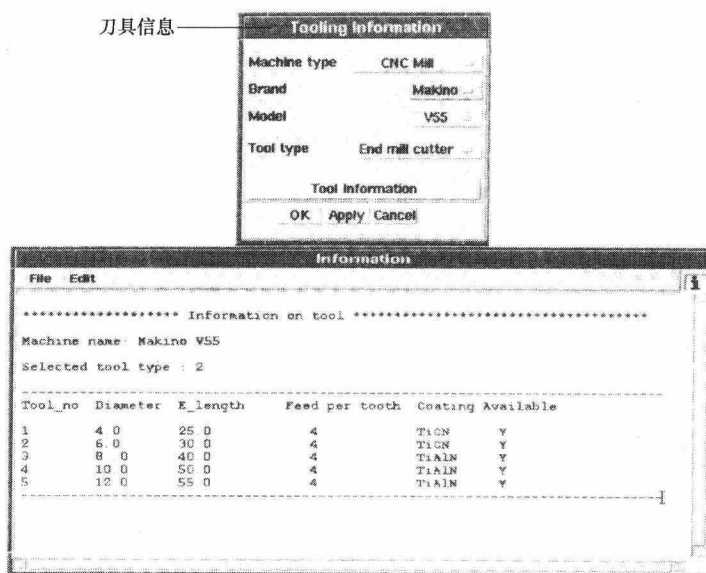 刀具信息
Tooling Information
Machine type CNC Mill
Brand Makino
Model V55
Tool type End mill cutter
Tool Information
OK Apply Cancel
Information
File Edit
i
******************* Information on tool ************************************
Machine name: Makino V55
Selected tool type : 2
Tool_no Diameter E_length Feed per tooth Coating Available
1 4.0 25.0 4 TiCN Y
2 6.0 30.0 4 TiCN Y
3 8.0 40.0 4 TiAlN Y
4 10.0 50.0 4 TiAlN Y
5 12.0 55.0 4 TiAlN Y